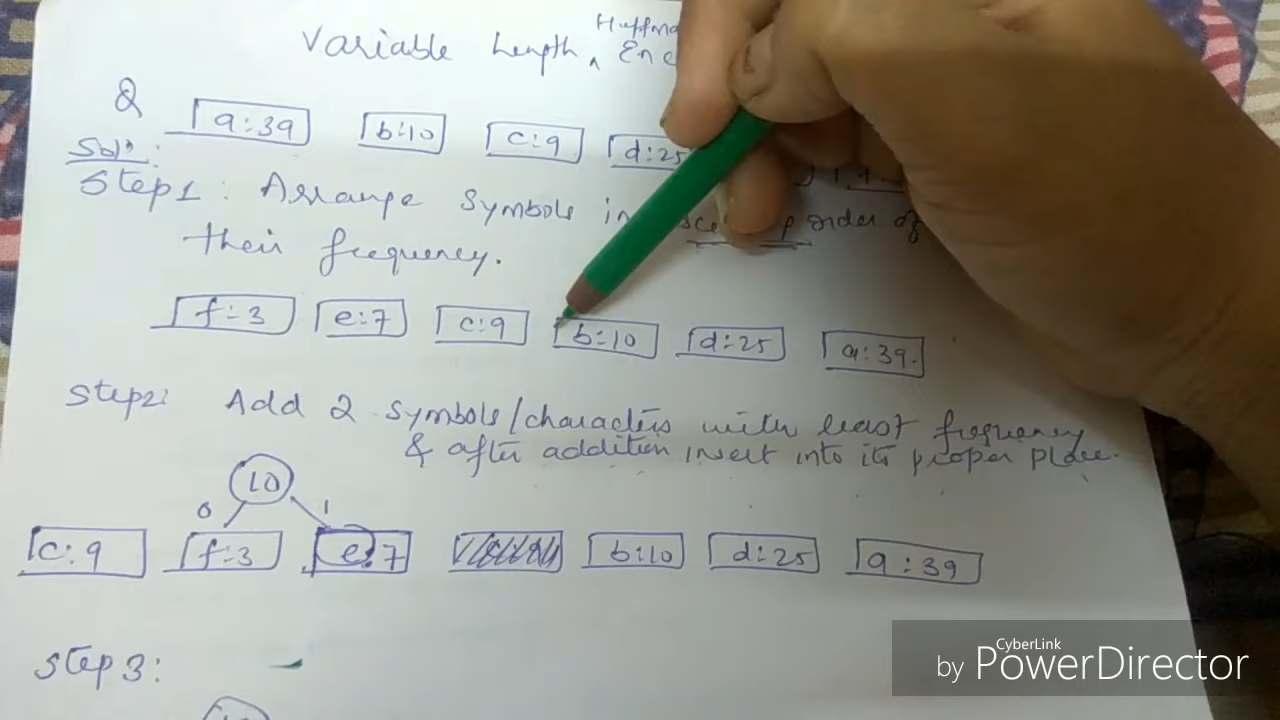 Variable Length ^
Q a:39 b:10 c:9 d:25
Solⁿ:
Step1: Arrange Symbols in order of
their frequency.
f:3 e:7 c:9 b:10 d:25 a:39.
Step2: Add 2 Symbols/characters with least frequency
& after addition insert into its proper place.
10
0 1
c:9 f:3 e:7 b:10 d:25 a:39
Step 3:
CyberLink
by PowerDirector